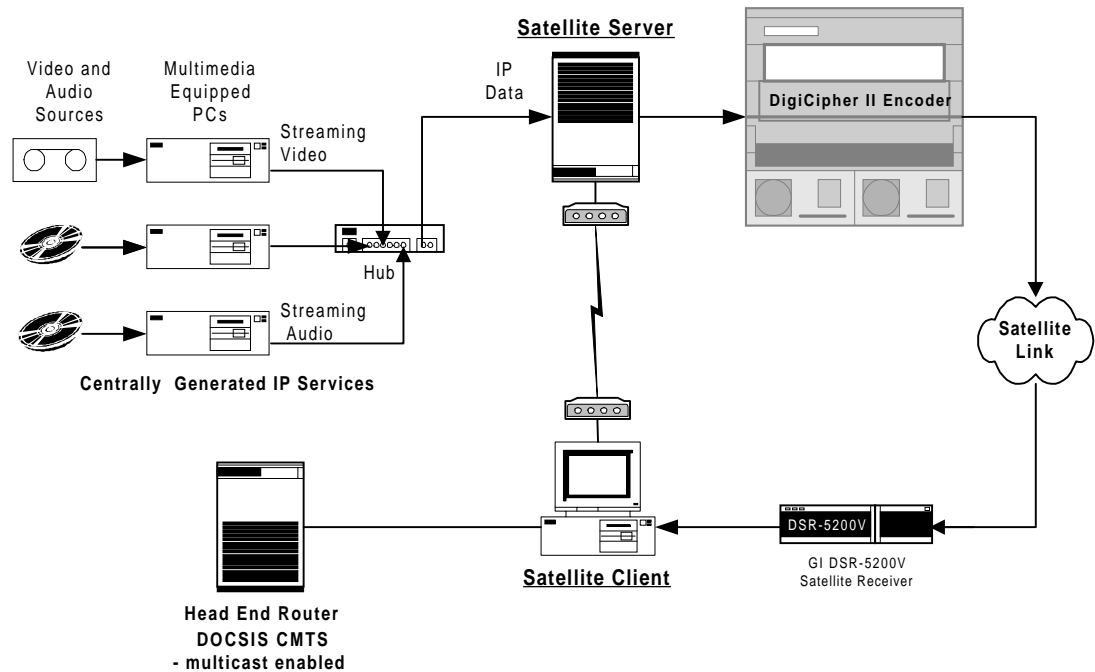 Satellite Server
Video and
Audio
Sources
Multimedia
Equipped
PCs
IP
Data
DigiCipher II Encoder
Streaming
Video
Hub
Streaming
Audio
Centrally Generated IP Services
Satellite
Link
DSR-5200V
GI DSR-5200V
Satellite Receiver
Satellite Client
Head End Router
DOCSIS CMTS
- multicast enabled